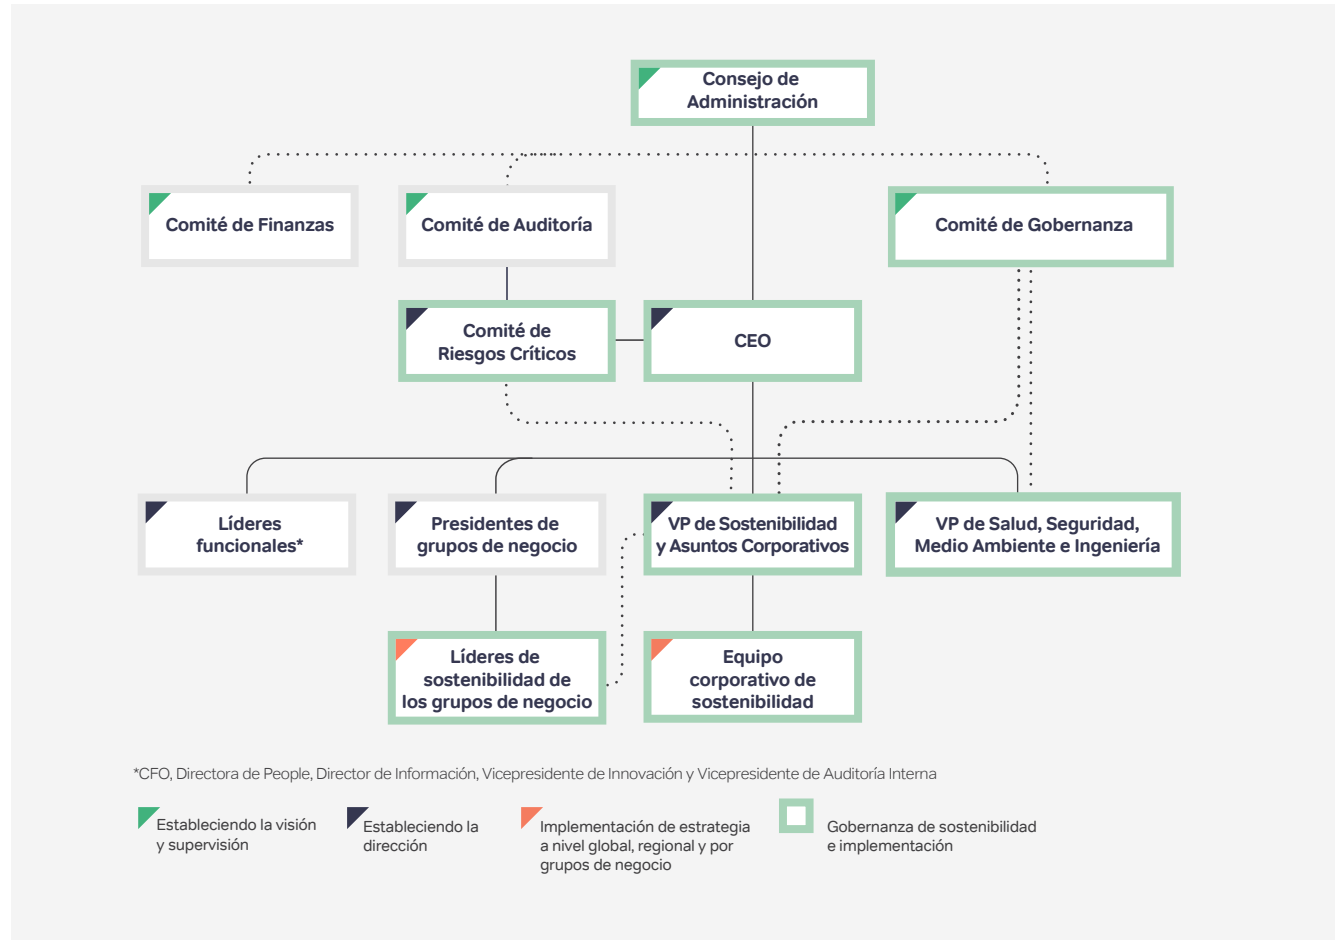 Consejo de
Administración
Comité de Finanzas
Comité de Auditoría
Comité de Gobernanza
Comité de
Riesgos Críticos
CEO
Líderes
funcionales*
Presidentes de
grupos de negocio
VP de Sostenibilidad
y Asuntos Corporativos
VP de Salud, Seguridad,
Medio Ambiente e Ingeniería
Líderes de
sostenibilidad de
los grupos de negocio
Equipo
corporativo de
sostenibilidad
*CFO, Directora de People, Director de Información, Vicepresidente de Innovación y Vicepresidente de Auditoría Interna
Estableciendo la visión
y supervisión
Estableciendo la
dirección
Implementación de estrategia
a nivel global, regional y por
grupos de negocio
Gobernanza de sostenibilidad
e implementación